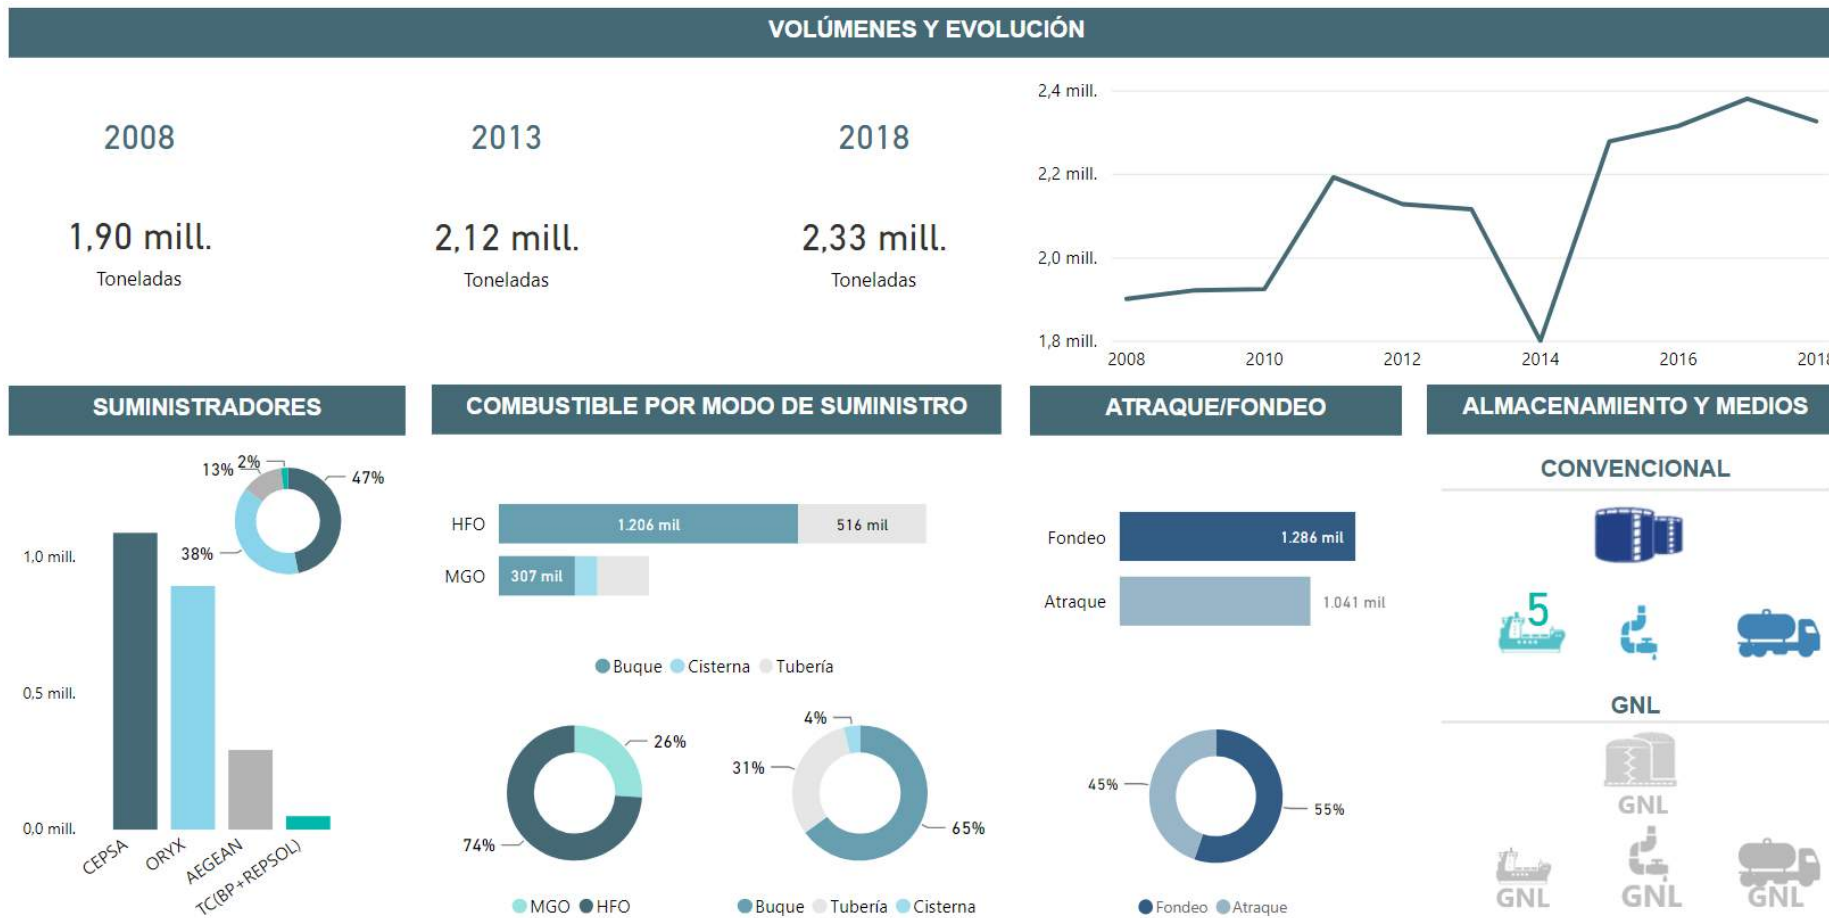 VOLÚMENES Y EVOLUCIÓN
2008
1,90 mill.
Toneladas
2013
2,12 mill.
Toneladas
2018
2,33 mill.
Toneladas
2,4 mill.
2,2 mill.
2,0 mill.
1,8 mill.
2008
2010
2012
2014
2016
2018
SUMINISTRADORES
13%
2%
47%
38%
1,0 mill.
0,5 mill.
0,0 mill.
CEPSA
ORYX
AEGEAN
TC(BP+REPSOL)
COMBUSTIBLE POR MODO DE SUMINISTRO
HFO
1.206 mil
516 mil
MGO
307 mil
Buque
Cisterna
Tubería
26%
74%
MGO
HFO
4%
31%
65%
Buque
Tubería
Cisterna
ATRAQUE/FONDEO
Fondeo
1.286 mil
Atraque
1.041 mil
45%
55%
Fondeo
Atraque
ALMACENAMIENTO Y MEDIOS
CONVENCIONAL
5
GNL
GNL
GNL
GNL
GNL